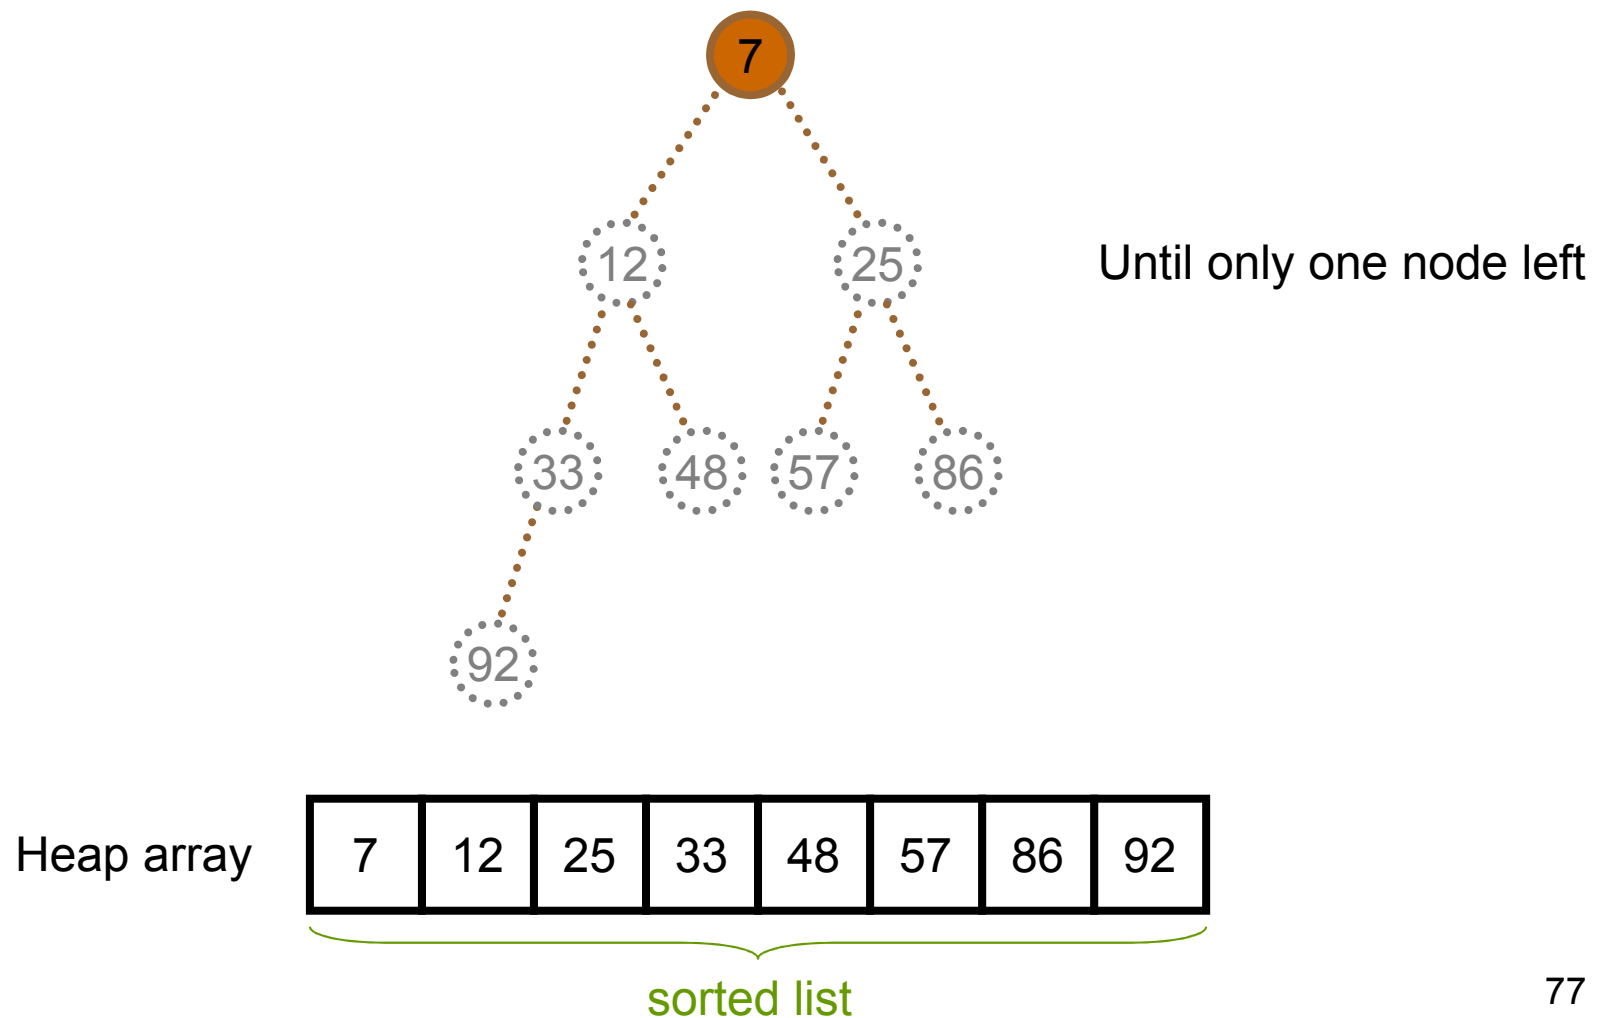 7
12 25
Until only one node left
33 48 57 86
92
Heap array 7 12 25 33 48 57 86 92
sorted list
77